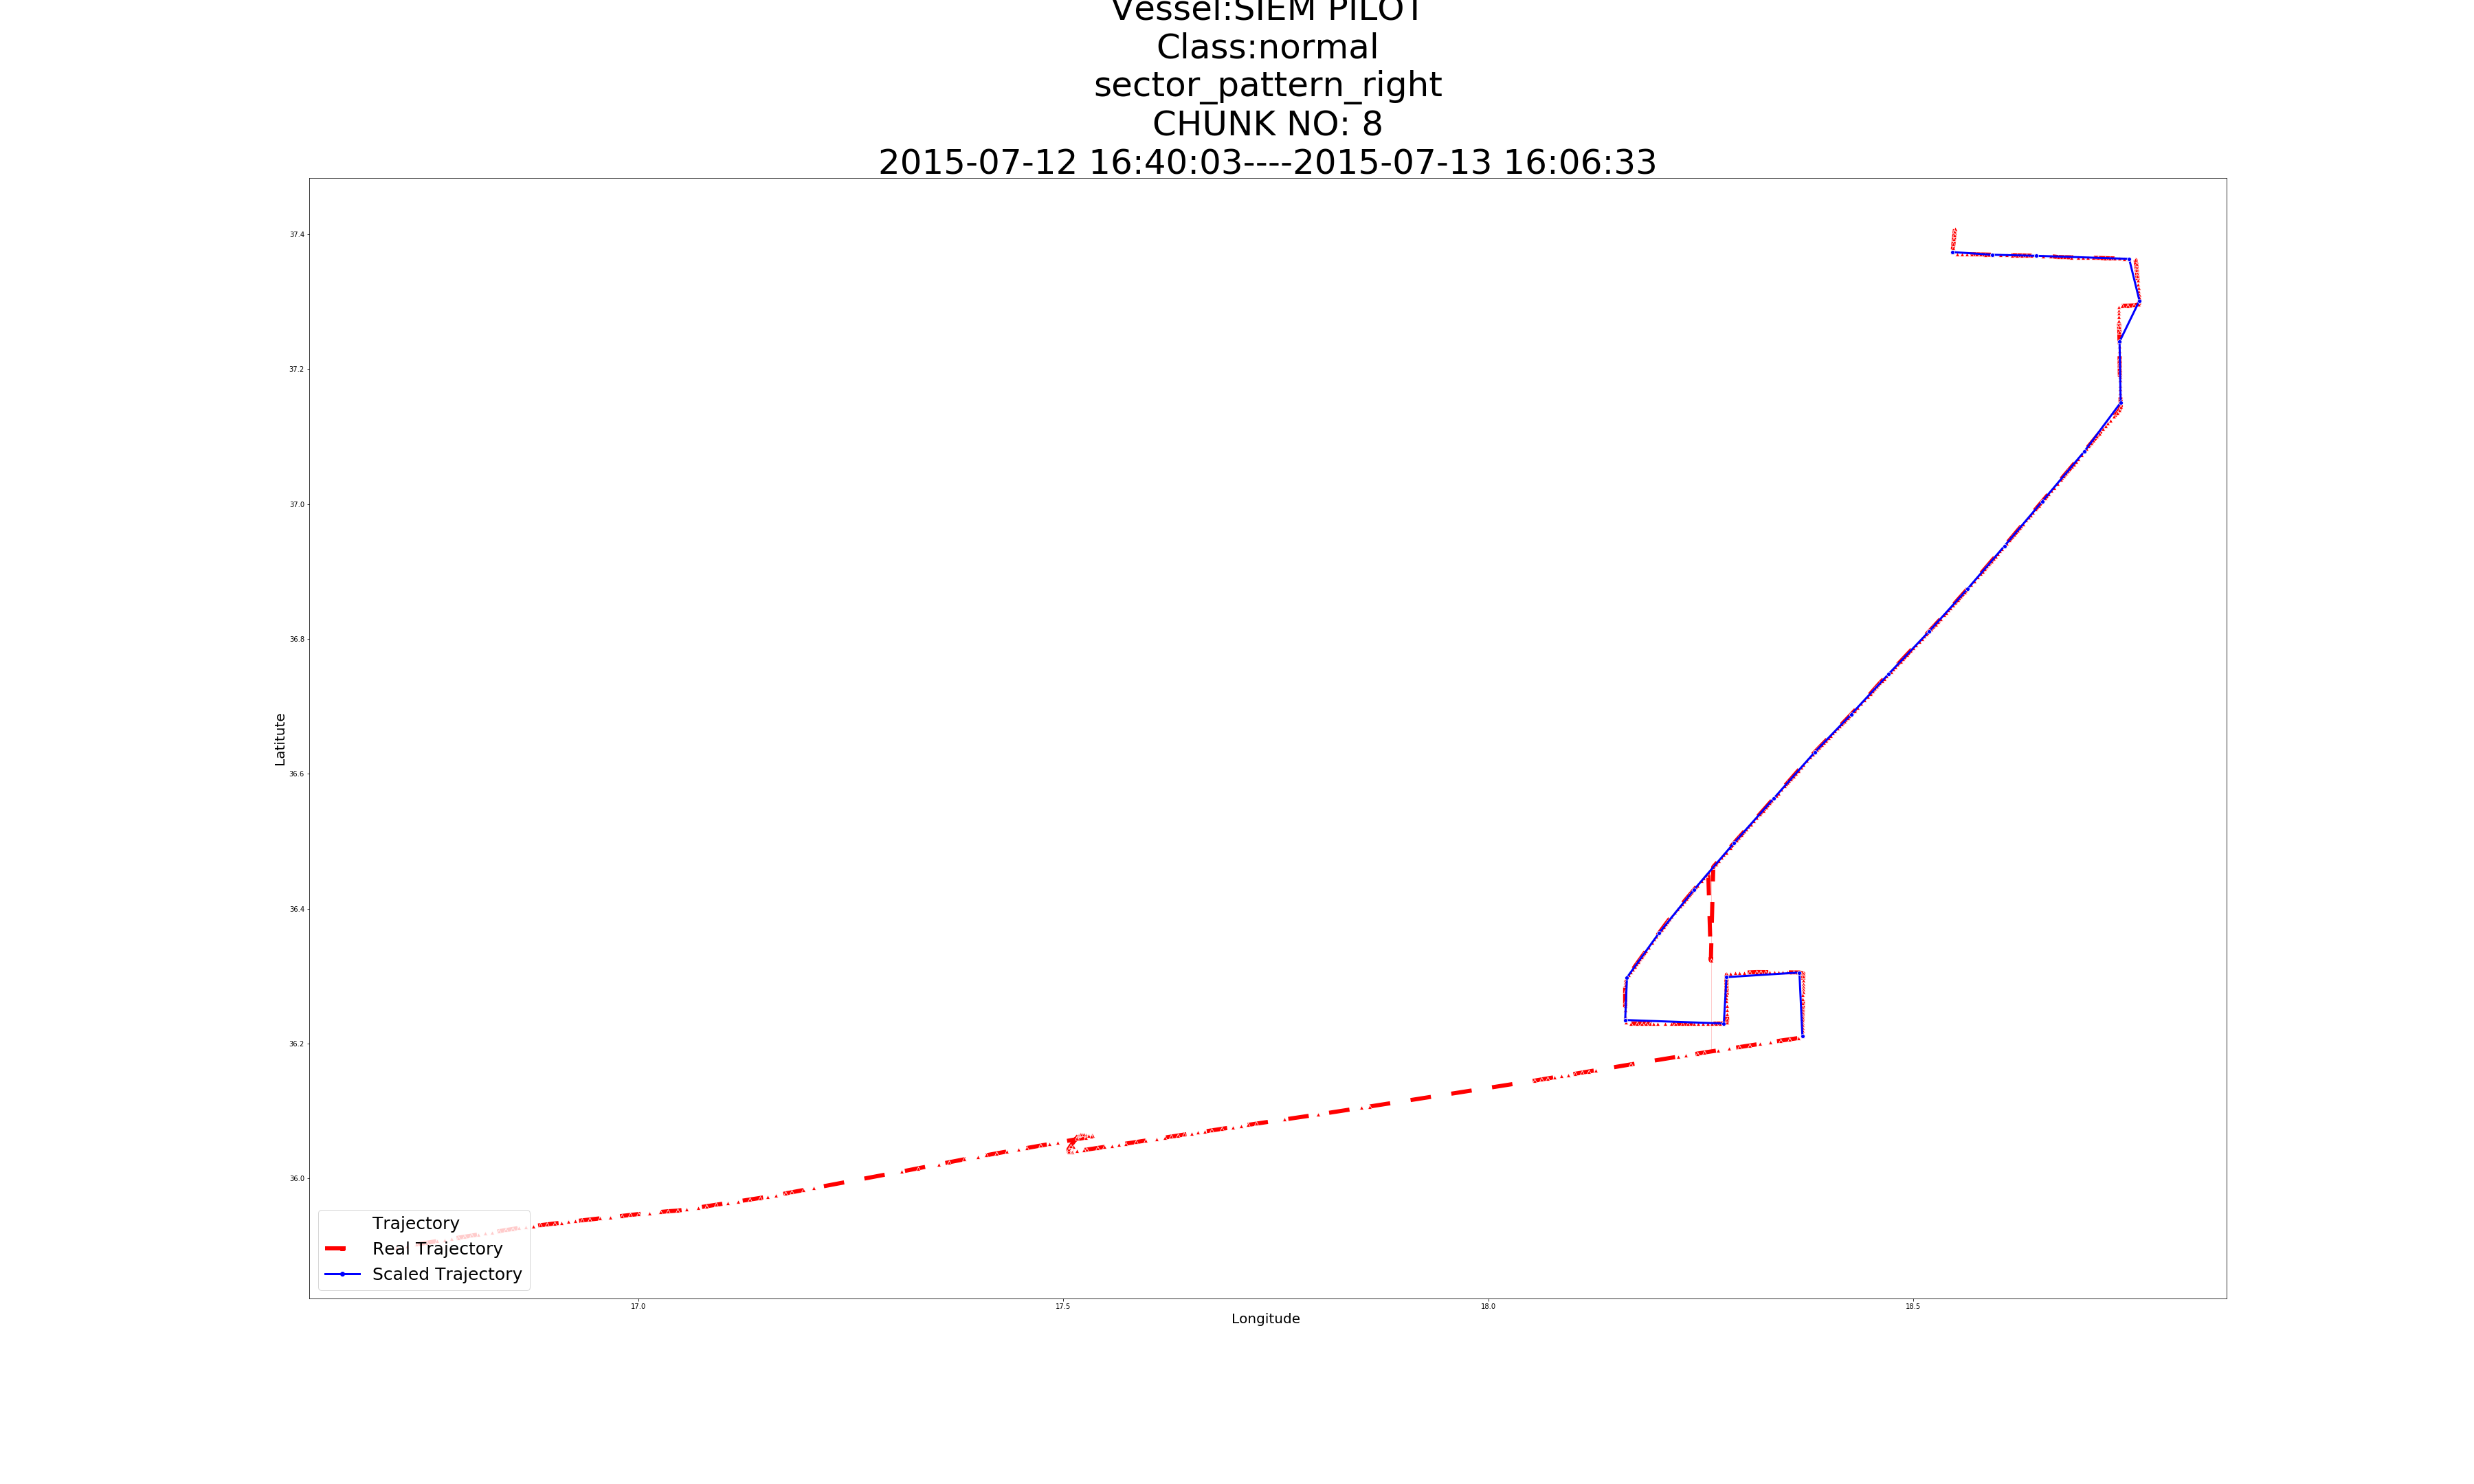 Vessel:SIEM PILOT
Class:normal
sector_pattern_right
CHUNK NO: 8
2015-07-12 16:40:03----2015-07-13 16:06:33
37.4
37.2
37.0
36.8
36.6
36.4
36.2
36.0
Latitute
Trajectory
Real Trajectory
Scaled Trajectory
17.0
17.5
18.0
18.5
Longitude